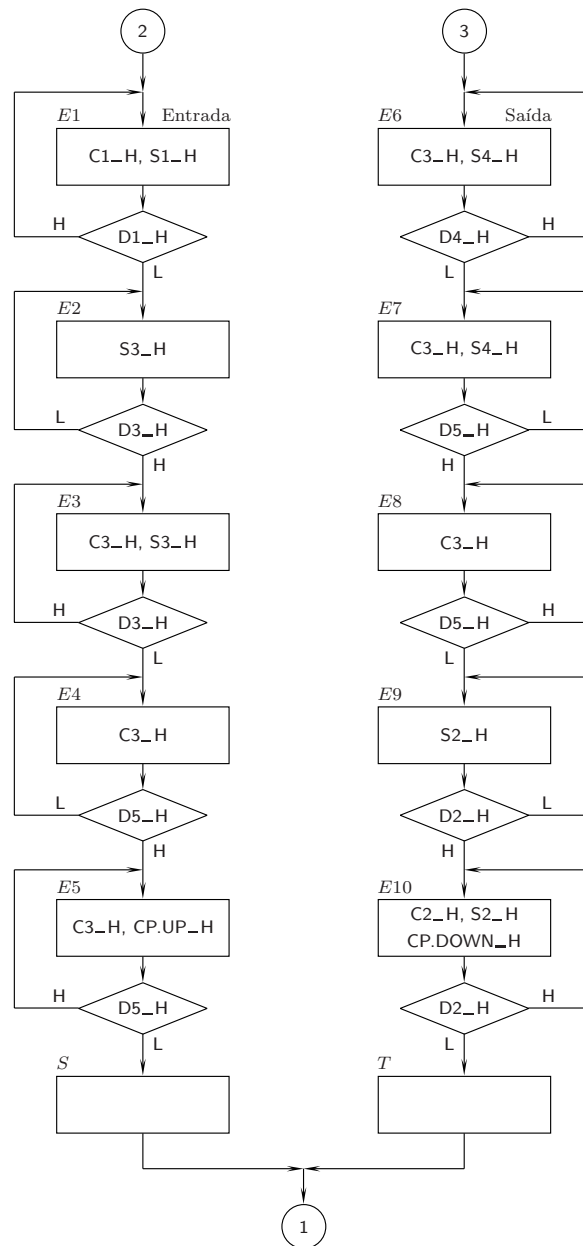 2
E1 Entrada
C1_H, S1_H
H
D1_H
L
E2
S3_H
L
D3_H
H
E3
C3_H, S3_H
H
D3_H
L
E4
C3_H
L
D5_H
H
E5
C3_H, CP.UP_H
H
D5_H
L
S
3
E6 Saída
C3_H, S4_H
D4_H
H
L
E7
C3_H, S4_H
D5_H
L
H
E8
C3_H
D5_H
H
L
E9
S2_H
D2_H
L
H
E10
C2_H, S2_H
CP.DOWN_H
D2_H
H
L
T
1